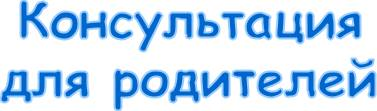 Консультация
для родителей